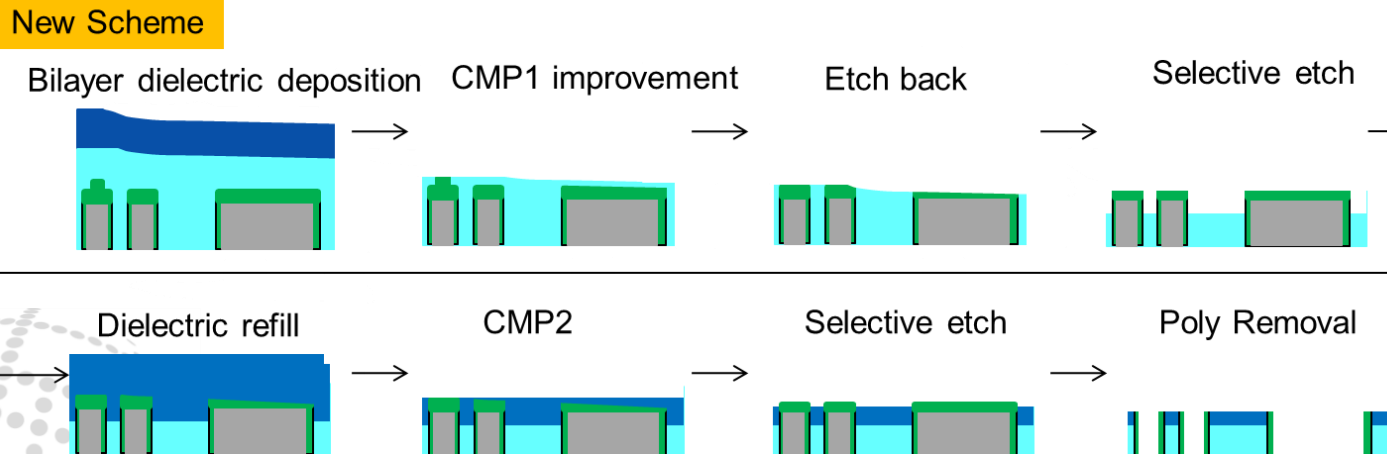 New Scheme
Bilayer dielectric deposition
CMP1 improvement
Etch back
Selective etch
Dielectric refill
CMP2
Selective etch
Poly Removal